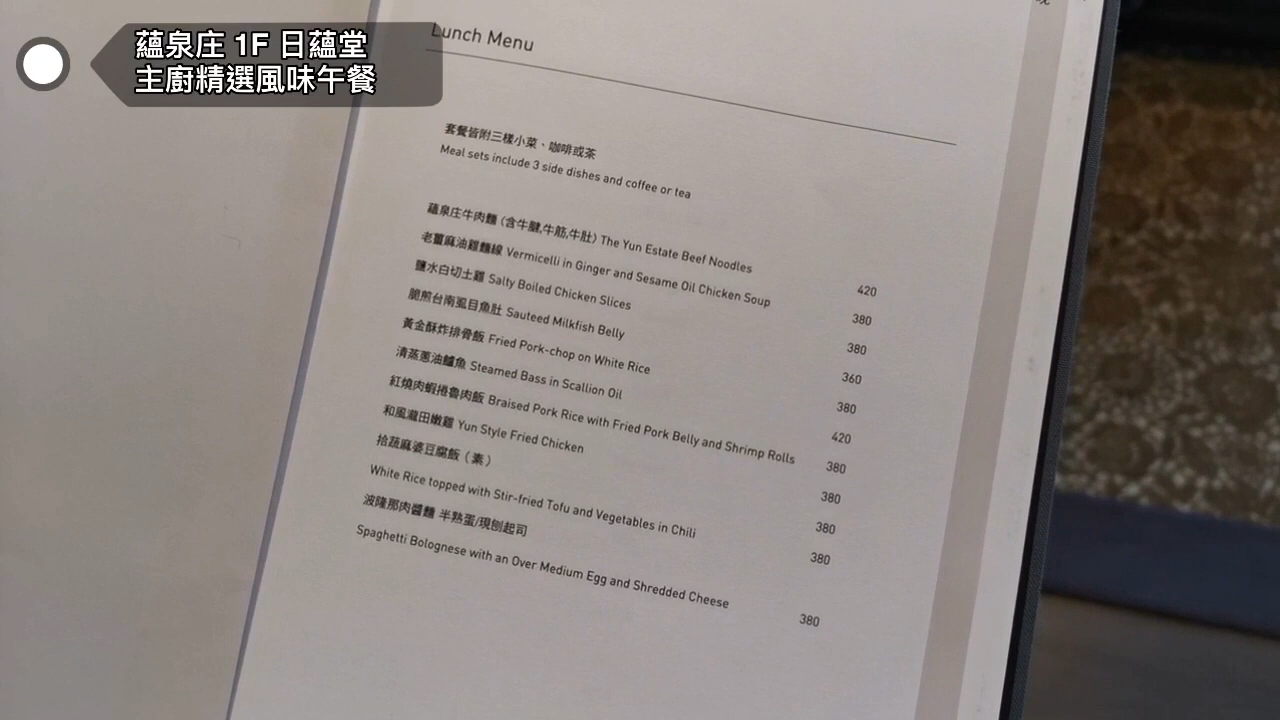 蘊泉庄 1F 日蘊堂
主廚精選風味午餐
Lunch Menu
套餐皆附三樣小菜、咖啡或茶
Meal sets include 3 side dishes and coffee or tea
蘊泉庄牛肉麵 (含牛腱,牛筋,牛肚) The Yun Estate Beef Noodles 420
老薑麻油雞麵線 Vermicelli in Ginger and Sesame Oil Chicken Soup 380
鹽水白切土雞 Salty Boiled Chicken Slices 380
脆煎台南虱目魚肚 Sauteed Milkfish Belly 360
黃金酥炸排骨飯 Fried Pork-chop on White Rice 380
清蒸蔥油鱸魚 Steamed Bass in Scallion Oil 420
紅燒肉蝦捲魯肉飯 Braised Pork Rice with Fried Pork Belly and Shrimp Rolls 380
和風瀧田嫩雞 Yun Style Fried Chicken 380
拾蔬麻婆豆腐飯 ( 素 ) 380
White Rice topped with Stir-fried Tofu and Vegetables in Chili 380
波隆那肉醬麵 半熟蛋/現刨起司
Spaghetti Bolognese with an Over Medium Egg and Shredded Cheese 380